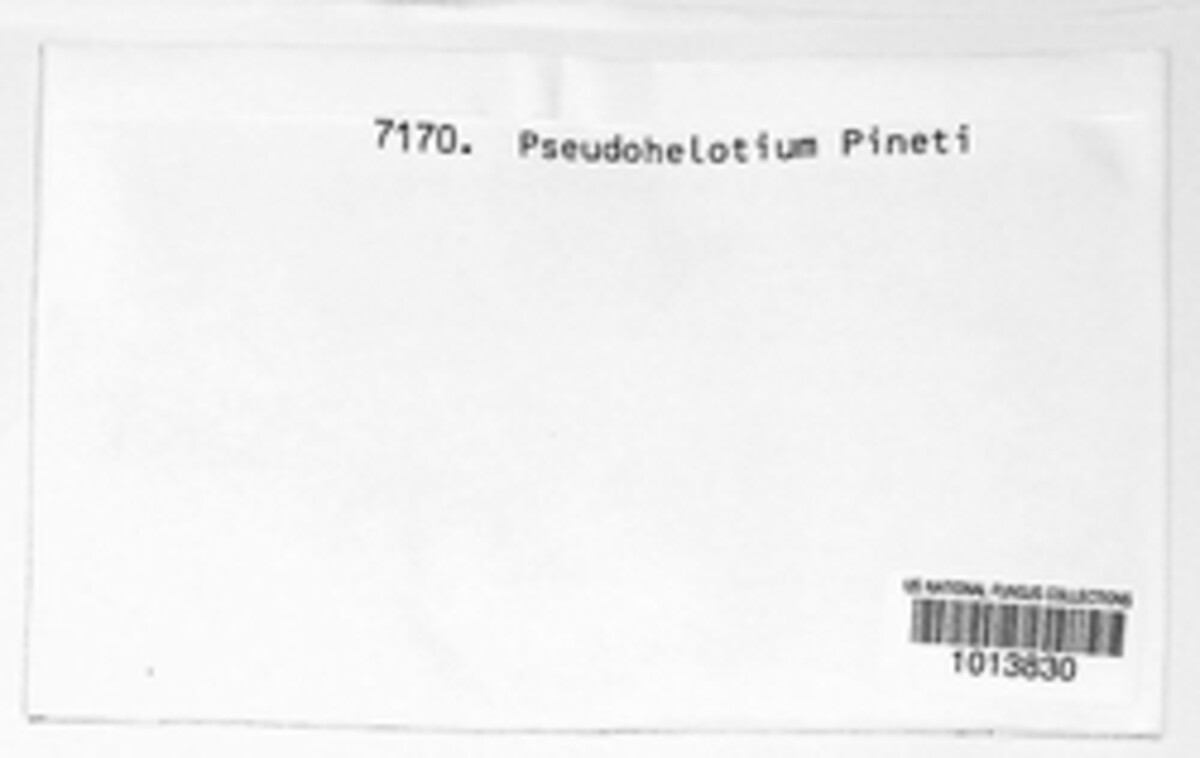 7170. Pseudohelotium Pineti
US NATIONAL FUNGUS COLLECTIONS
1013830